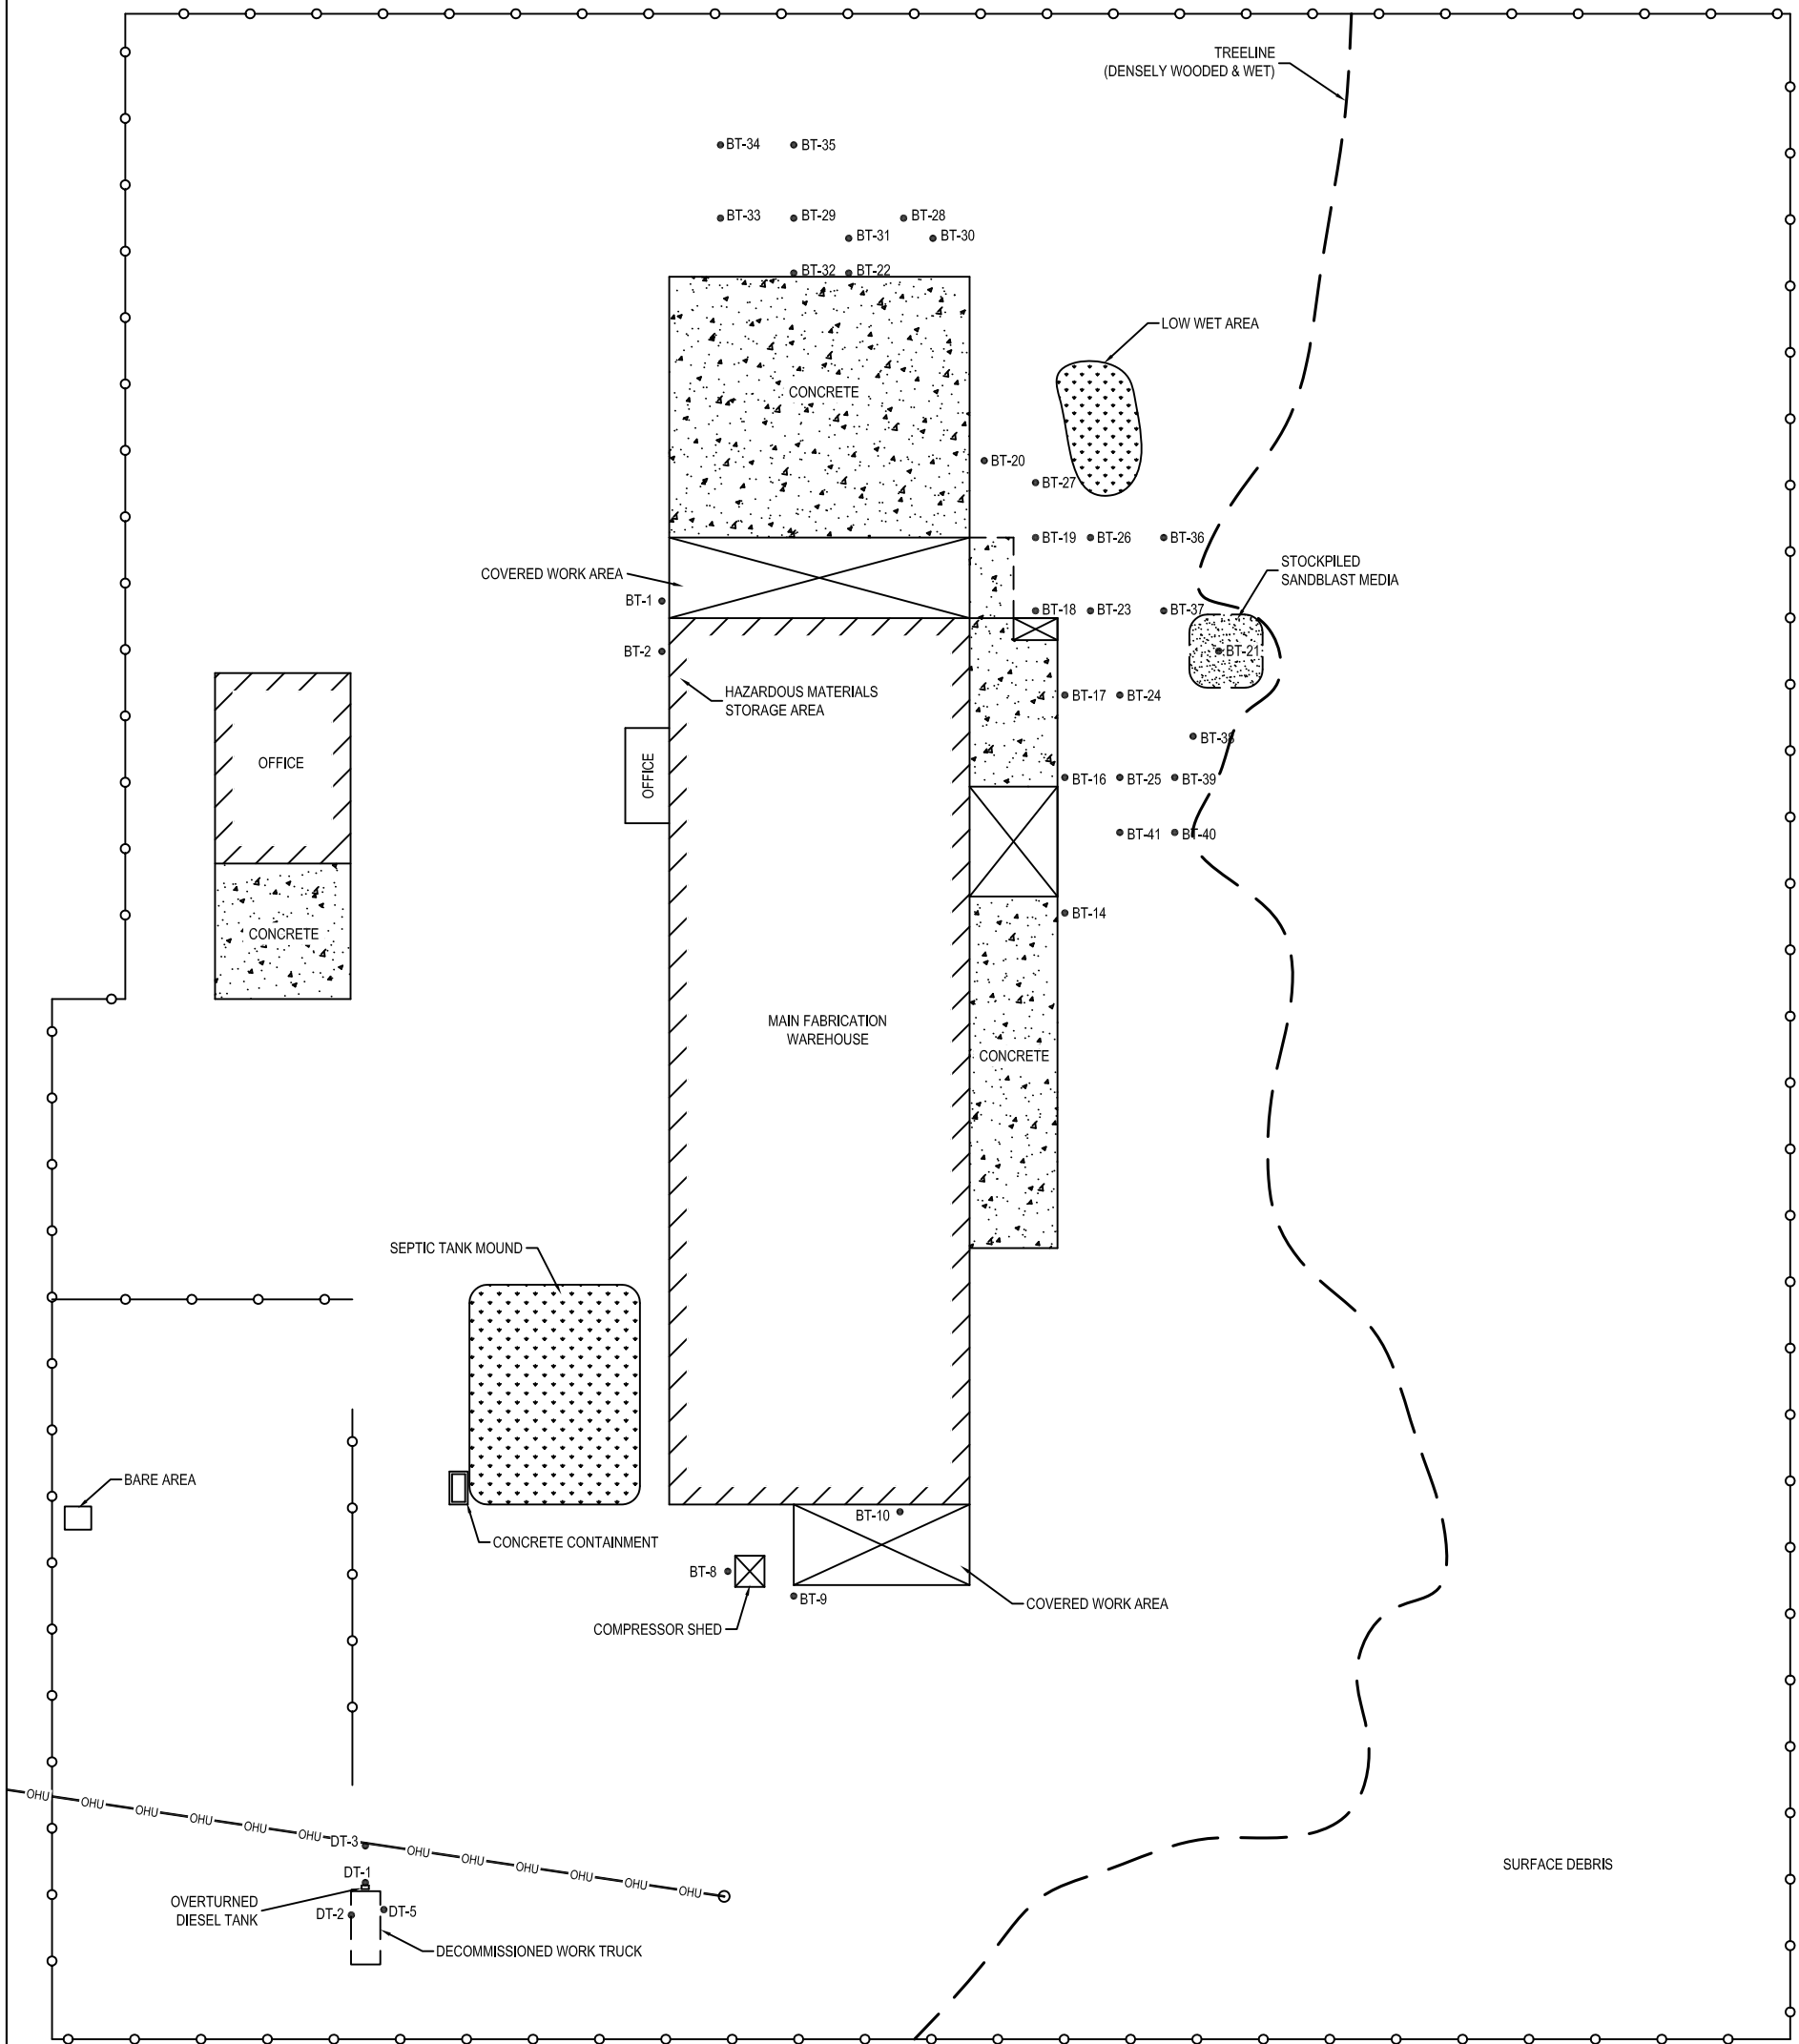 TREELINE
(DENSELY WOODED & WET)
BT-34
BT-35
BT-33
BT-29
BT-28
BT-31
BT-30
BT-32
BT-22
LOW WET AREA
CONCRETE
BT-20
BT-27
BT-19
BT-26
BT-36
COVERED WORK AREA
STOCKPILED
SANDBLAST MEDIA
BT-1
BT-18
BT-23
BT-37
BT-2
BT-21
HAZARDOUS MATERIALS
STORAGE AREA
BT-17
BT-24
OFFICE
OFFICE
BT-38
BT-16
BT-25
BT-39
BT-41
BT-40
BT-14
CONCRETE
MAIN FABRICATION
WAREHOUSE
CONCRETE
SEPTIC TANK MOUND
BARE AREA
BT-10
CONCRETE CONTAINMENT
BT-8
BT-9
COVERED WORK AREA
COMPRESSOR SHED
OHU OHU OHU OHU OHU OHU OHU OHU OHU OHU OHU OHU
DT-3
SURFACE DEBRIS
DT-1
OVERTURNED
DIESEL TANK
DT-2
DT-5
DECOMMISSIONED WORK TRUCK